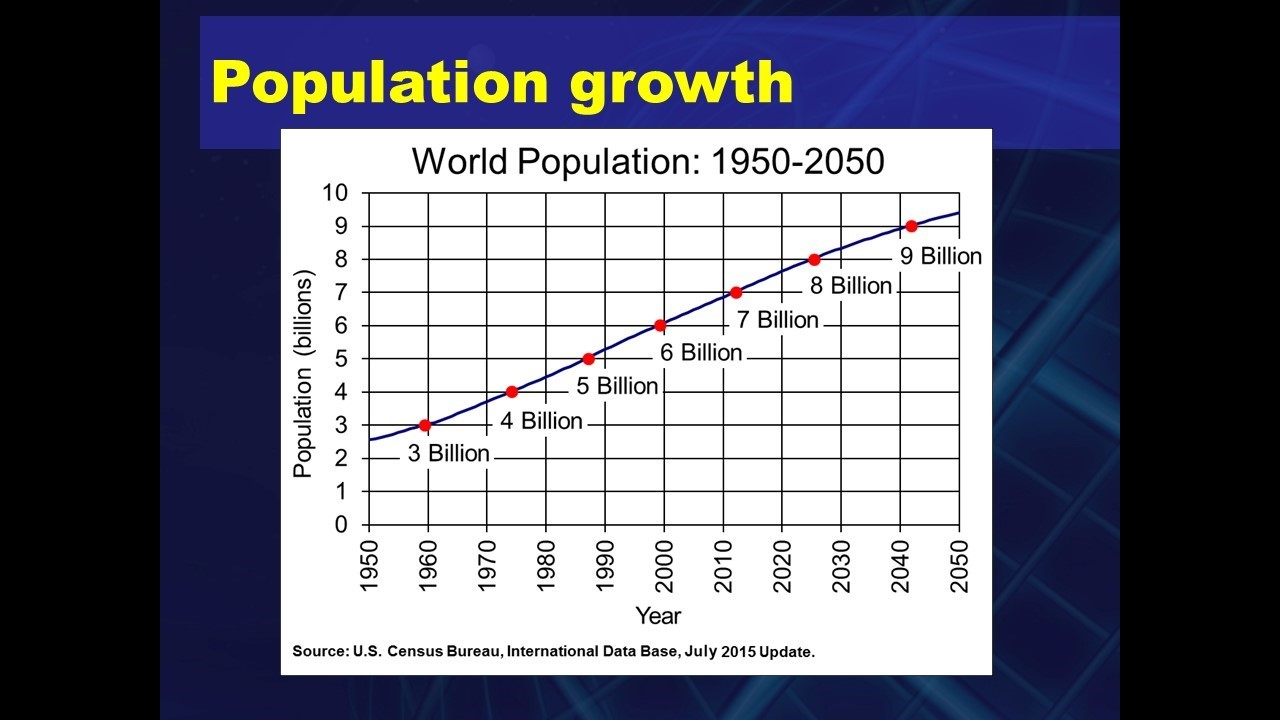 Population growth
World Population: 1950-2050
Population (billions)
10
9
8
7
6
5
4
3
2
1
0
3 Billion
4 Billion
5 Billion
6 Billion
7 Billion
8 Billion
9 Billion
1950
1960
1970
1980
1990
2000
2010
2020
2030
2040
2050
Year
Source: U.S. Census Bureau, International Data Base, July 2015 Update.